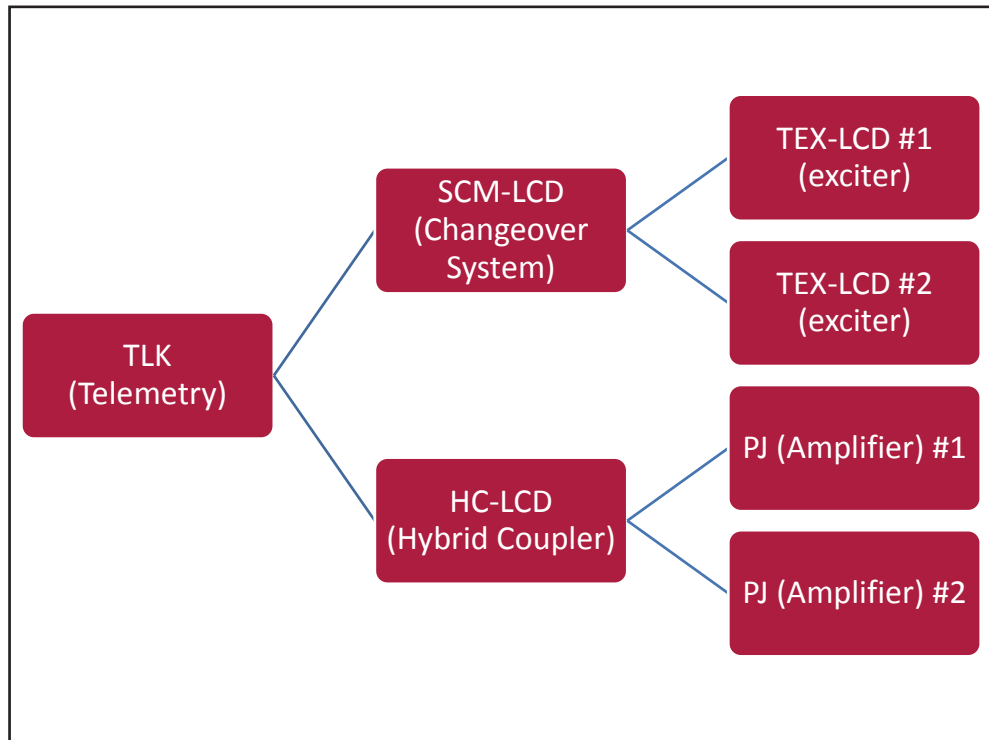 TLK
(Telemetry)
SCM-LCD
(Changeover
System)
HC-LCD
(Hybrid Coupler)
TEX-LCD #1
(exciter)
TEX-LCD #2
(exciter)
PJ (Amplifier) #1
PJ (Amplifier) #2